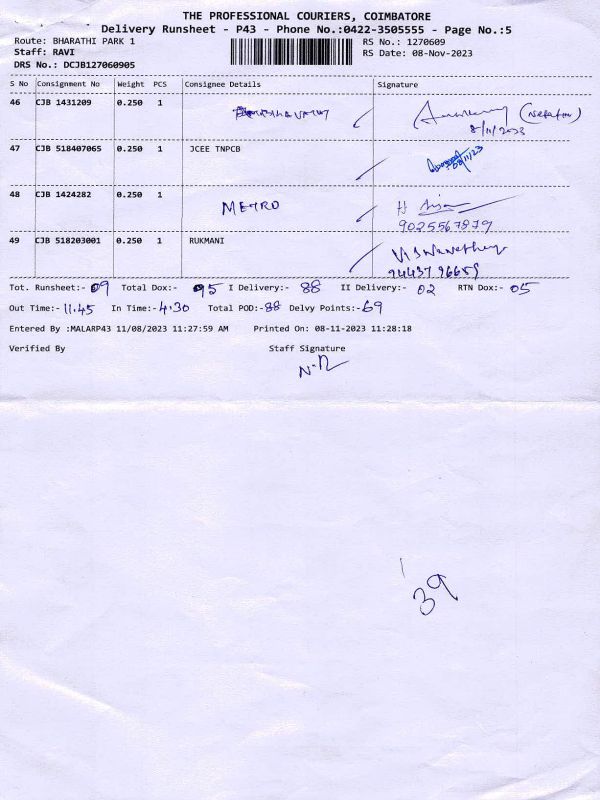 THE PROFESSIONAL COURIERS, COIMBATORE
Delivery Runsheet - P43 - Phone No.:0422-3505555 - Page No.:5
Route: BHARATHI PARK 1 RS No.: 1270609
Staff: RAVI RS Date: 08-Nov-2023
DRS No.: DCJB127060905
S No Consignment No Weight PCS Consignee Details Signature
46 CJB 1431209 0.250 1
8/11/2023
47 CJB 518407065 0.250 1 JCEE TNPCB 08/11/23
48 CJB 1424282 0.250 1 METRO H
9025567879
49 CJB 518203001 0.250 1 RUKMANI
9443796659
Tot. Runsheet:- 09 Total Dox:- 95 I Delivery:- 88 II Delivery:- 02 RTN Dox:- 05
Out Time:- 11.45 In Time:- 4.30 Total POD:- 88 Delvy Points:- 69
Entered By :MALARP43 11/08/2023 11:27:59 AM Printed On: 08-11-2023 11:28:18
Verified By Staff Signature
39